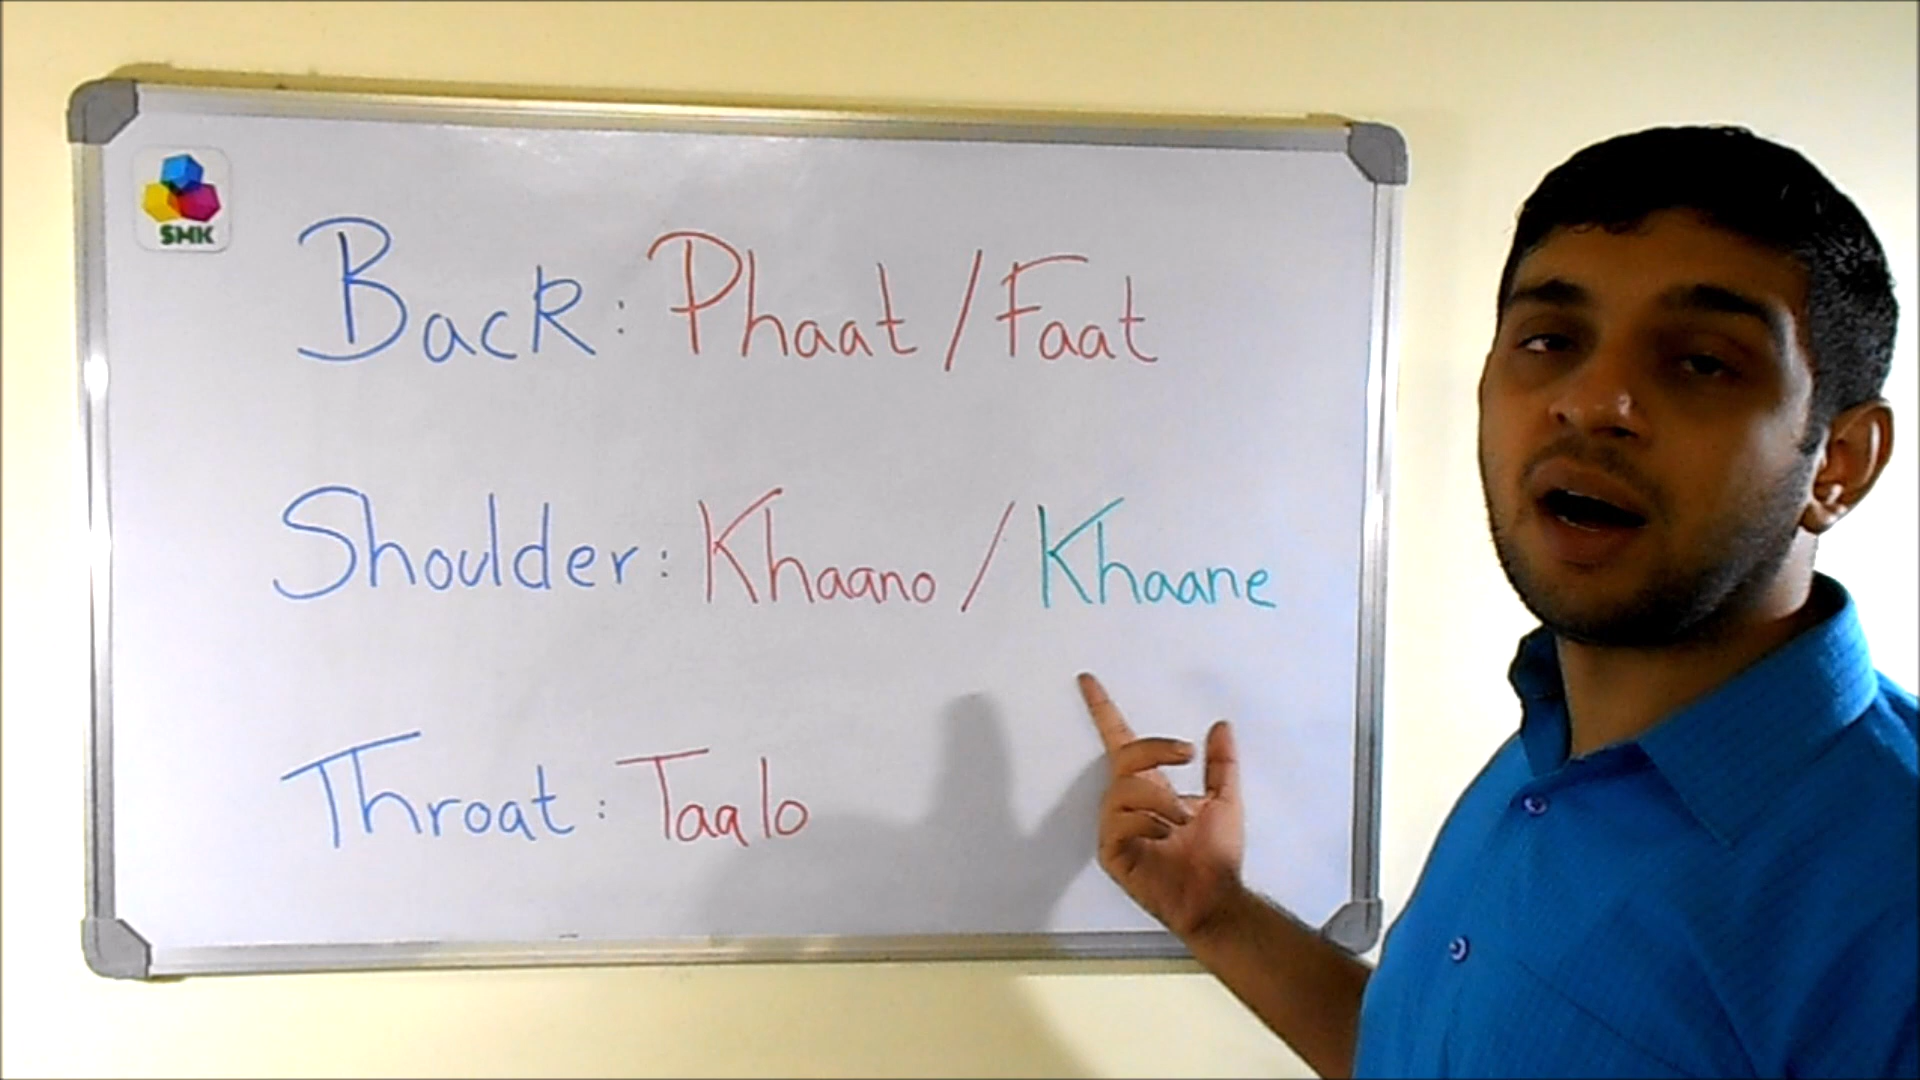 SMK
Back: Phaat / Faat
Shoulder: Khaano / Khaane
Throat: Taalo